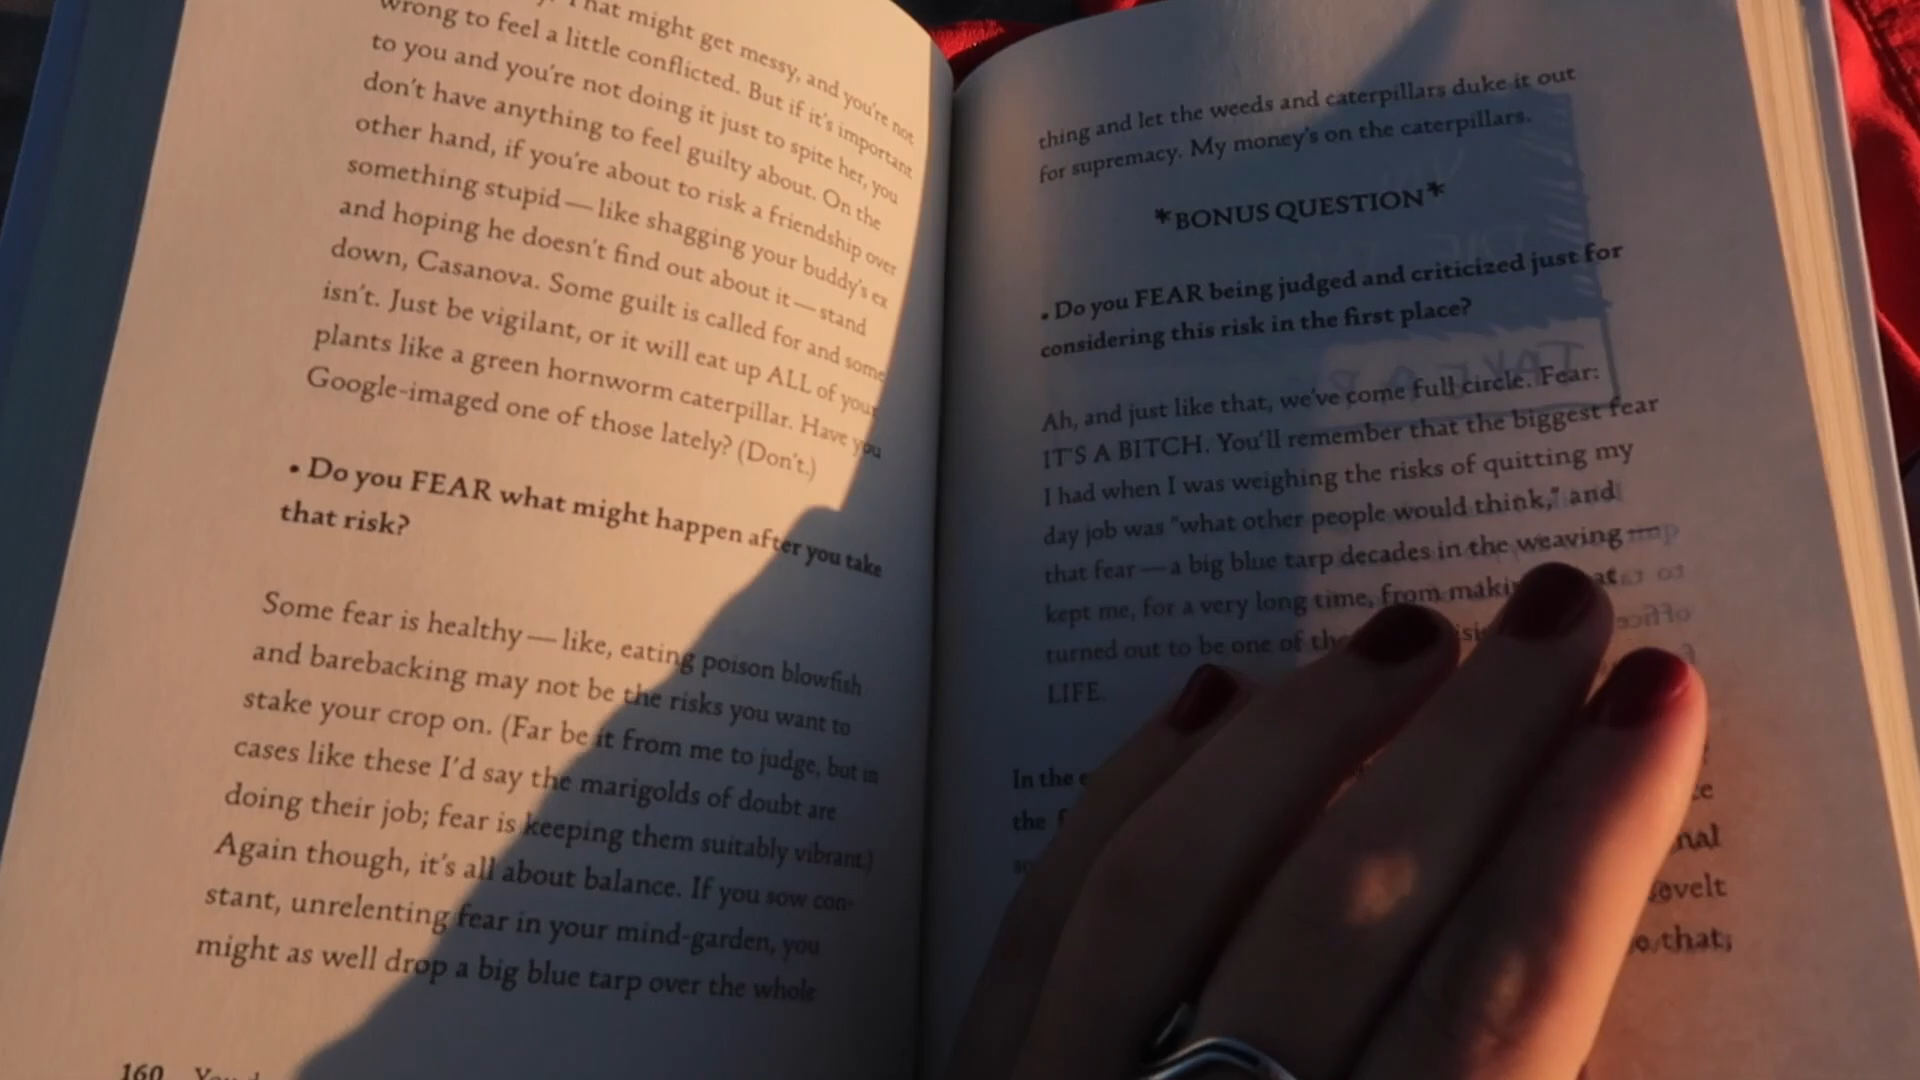 That might get messy, and you're not
wrong to feel a little conflicted. But if it's important
to you and you're not doing it just to spite her, you
don't have anything to feel guilty about. On the
other hand, if you're about to risk a friendship over
something stupid — like shagging your buddy's ex
and hoping he doesn't find out about it — stand
down, Casanova. Some guilt is called for and some
isn't. Just be vigilant, or it will eat up ALL of your
plants like a green hornworm caterpillar. Have you
Google-imaged one of those lately? (Don't.)
• Do you FEAR what might happen after you take
that risk?
Some fear is healthy — like, eating poison blowfish
and barebacking may not be the risks you want to
stake your crop on. (Far be it from me to judge, but in
cases like these I'd say the marigolds of doubt are
doing their job; fear is keeping them suitably vibrant.)
Again though, it's all about balance. If you sow con-
stant, unrelenting fear in your mind-garden, you
might as well drop a big blue tarp over the whole
160
thing and let the weeds and caterpillars duke it out
for supremacy. My money's on the caterpillars.
*BONUS QUESTION*
• Do you FEAR being judged and criticized just for
considering this risk in the first place?
Ah, and just like that, we've come full circle. Fear:
IT'S A BITCH. You'll remember that the biggest fear
I had when I was weighing the risks of quitting my
day job was "what other people would think," and
that fear — a big blue tarp decades in the weaving —
kept me, for a very long time, from
turned out to be one of
LIFE.
In the
the
that,